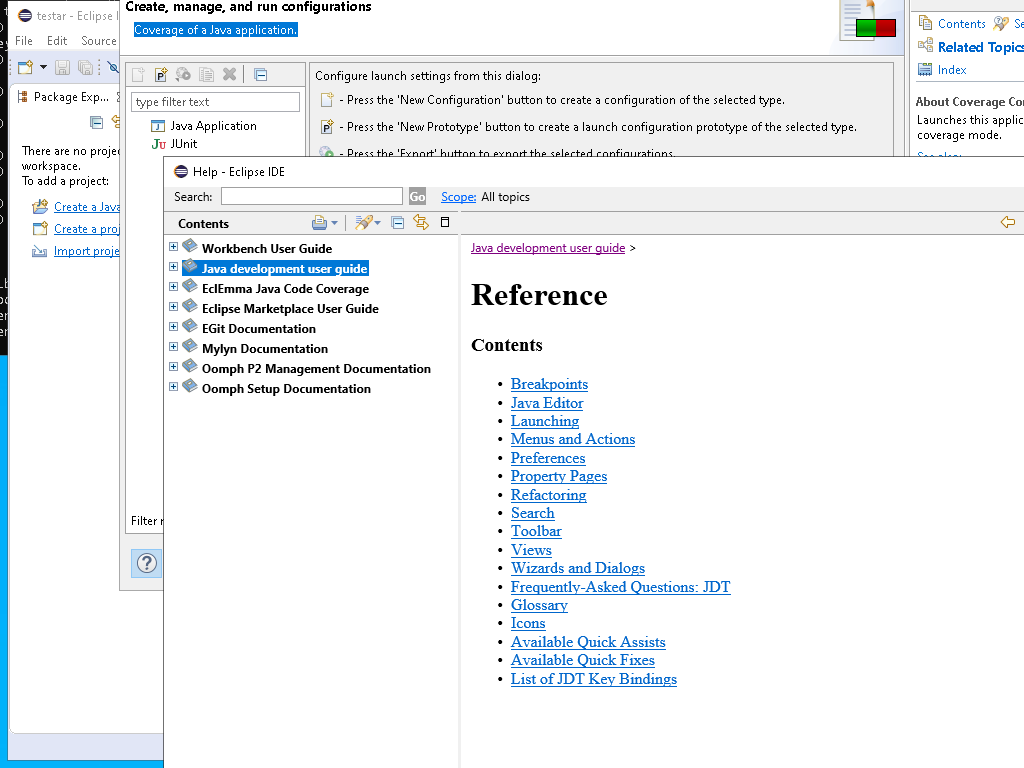 testar - Eclipse I
File Edit Source
Package Exp...
There are no projec
workspace.
To add a project:
Create a Java
Create a proj
Import proje
Create, manage, and run configurations
Coverage of a Java application.
type filter text
Java Application
JUnit
Filter
Configure launch settings from this dialog:
- Press the 'New Configuration' button to create a configuration of the selected type.
- Press the 'New Prototype' button to create a launch configuration prototype of the selected type.
- Press the 'Export' button to export the selected configurations.
Contents Se
Related Topics
Index
About Coverage Co
Launches this applic
coverage mode.
See also:
Help - Eclipse IDE
Search: Go Scope: All topics
Contents
Workbench User Guide
Java development user guide
EclEmma Java Code Coverage
Eclipse Marketplace User Guide
EGit Documentation
Mylyn Documentation
Oomph P2 Management Documentation
Oomph Setup Documentation
Java development user guide >
Reference
Contents
Breakpoints
Java Editor
Launching
Menus and Actions
Preferences
Property Pages
Refactoring
Search
Toolbar
Views
Wizards and Dialogs
Frequently-Asked Questions: JDT
Glossary
Icons
Available Quick Assists
Available Quick Fixes
List of JDT Key Bindings